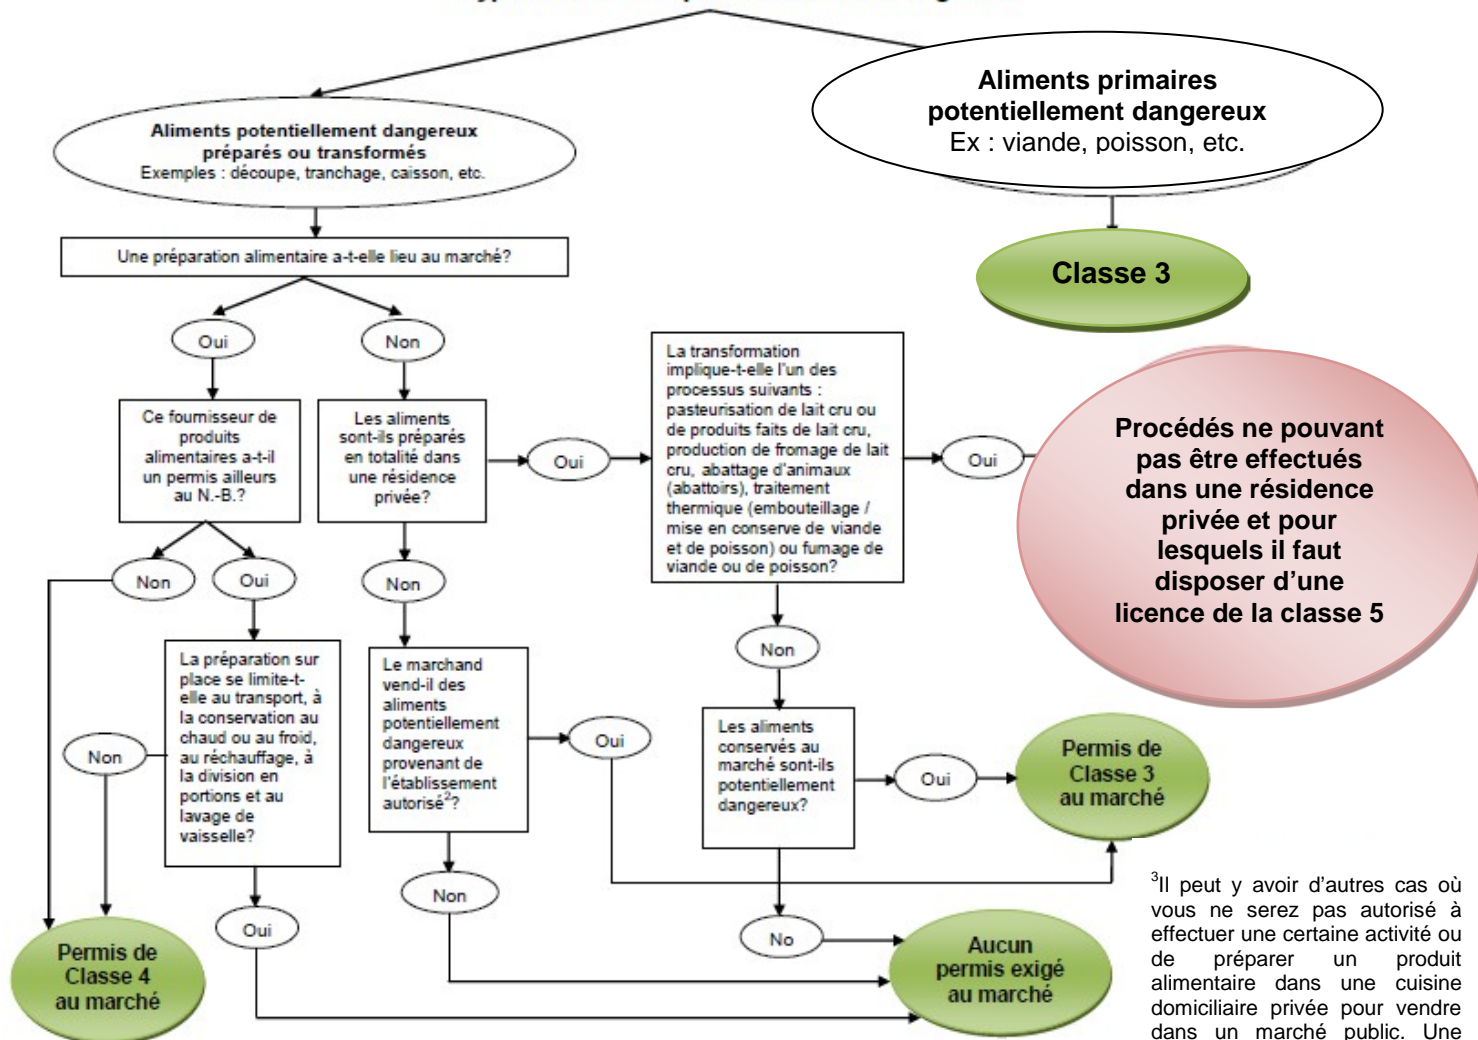 Aliments primaires
potentiellement dangereux
Ex : viande, poisson, etc.
Aliments potentiellement dangereux
préparés ou transformés
Exemples : découpe, tranchage, caisson, etc.
Classe 3
Une préparation alimentaire a-t-elle lieu au marché?
Oui
Non
Ce fournisseur de
produits
alimentaires a-t-il
un permis ailleurs
au N.-B.?
Les aliments
sont-ils préparés
en totalité dans
une résidence
privée?
Oui
La transformation
implique-t-elle l'un des
processus suivants :
pasteurisation de lait cru ou
de produits faits de lait cru,
production de fromage de lait
cru, abattage d'animaux
(abattoirs), traitement
thermique (embouteillage /
mise en conserve de viande
et de poisson) ou fumage de
viande ou de poisson?
Oui
Procédés ne pouvant
pas être effectués
dans une résidence
privée et pour
lesquels il faut
disposer d'une
licence de la classe 5
Non
Oui
Non
Non
La préparation sur
place se limite-t-
elle au transport, à
la conservation au
chaud ou au froid,
au réchauffage, à
la division en
portions et au
lavage de
vaisselle?
Non
Le marchand
vend-il des
aliments
potentiellement
dangereux
provenant de
l'établissement
autorisé²?
Oui
Les aliments
conservés au
marché sont-ils
potentiellement
dangereux?
Oui
Permis de
Classe 3
au marché
Non
Oui
No
Permis de
Classe 4
au marché
Aucun
permis exigé
au marché
³Il peut y avoir d'autres cas où
vous ne serez pas autorisé à
effectuer une certaine activité ou
de préparer un produit
alimentaire dans une cuisine
domiciliaire privée pour vendre
dans un marché public. Une